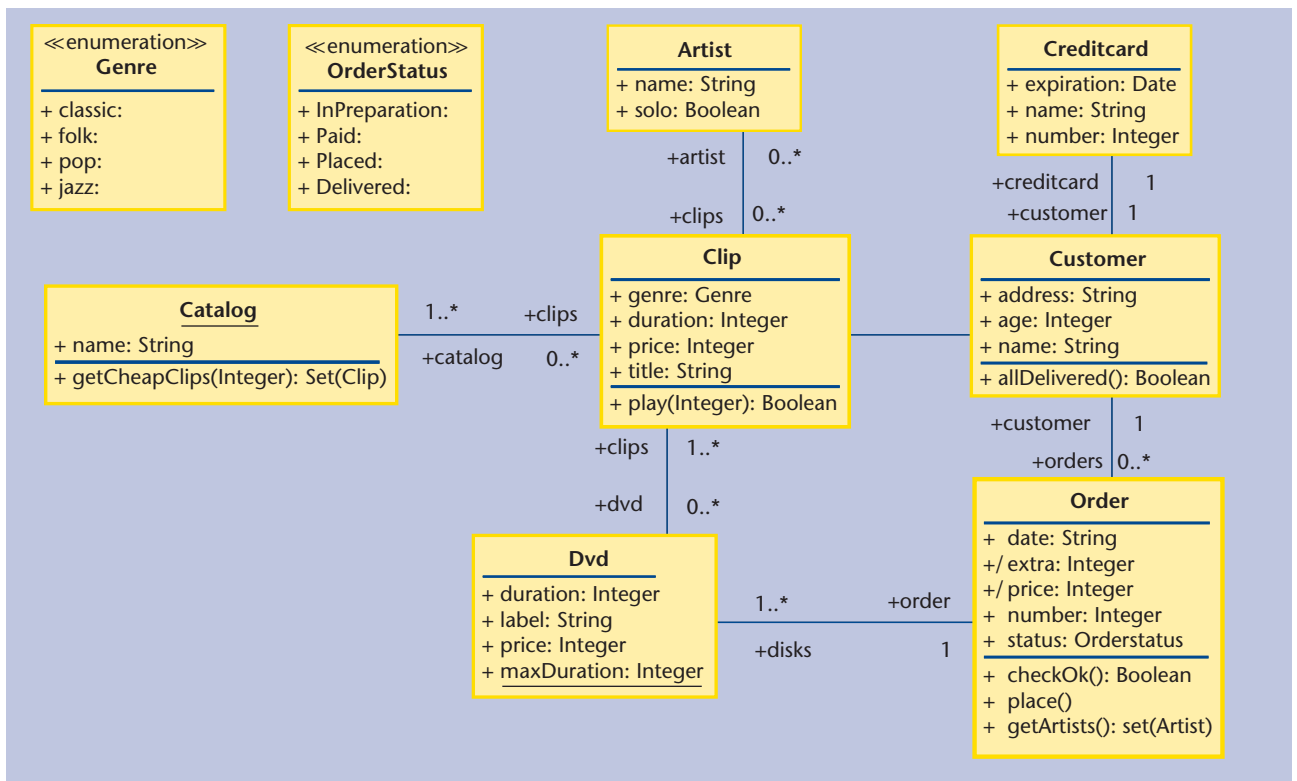 ≪enumeration≫
Genre
+ classic:
+ folk:
+ pop:
+ jazz:
≪enumeration≫
OrderStatus
+ InPreparation:
+ Paid:
+ Placed:
+ Delivered:
Artist
+ name: String
+ solo: Boolean
Creditcard
+ expiration: Date
+ name: String
+ number: Integer
+artist 0..*
+clips 0..*
+creditcard 1
+customer 1
Catalog
+ name: String
+ getCheapClips(Integer): Set(Clip)
1..* +clips
+catalog 0..*
Clip
+ genre: Genre
+ duration: Integer
+ price: Integer
+ title: String
+ play(Integer): Boolean
Customer
+ address: String
+ age: Integer
+ name: String
+ allDelivered(): Boolean
+clips 1..*
+dvd 0..*
+customer 1
+orders 0..*
Dvd
+ duration: Integer
+ label: String
+ price: Integer
+ maxDuration: Integer
1..* +order
+disks 1
Order
+ date: String
+/ extra: Integer
+/ price: Integer
+ number: Integer
+ status: Orderstatus
+ checkOk(): Boolean
+ place()
+ getArtists(): set(Artist)